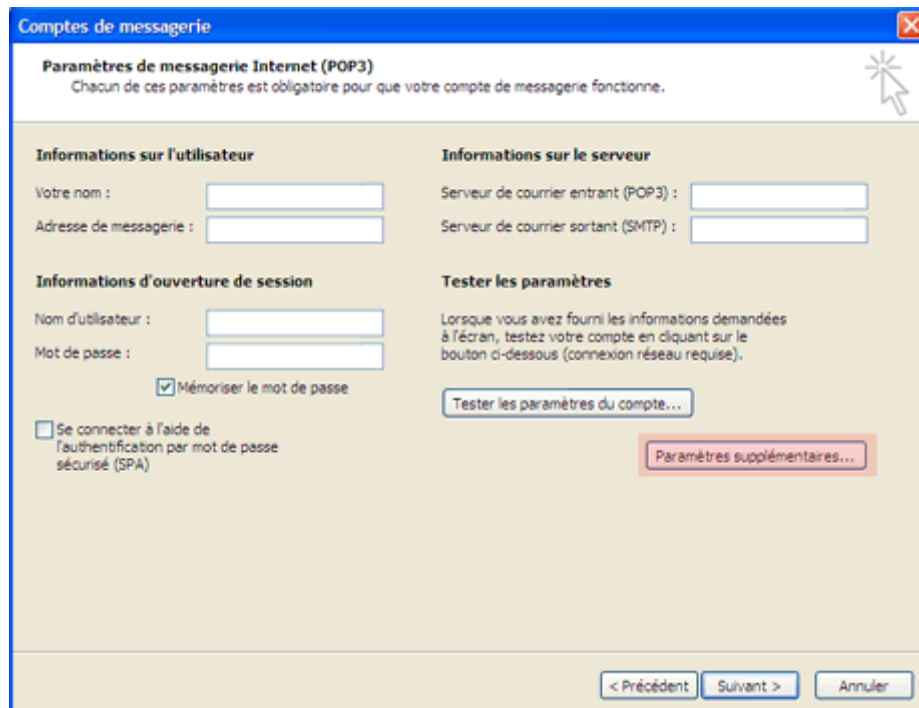 Comptes de messagerie
Paramètres de messagerie Internet (POP3)
Chacun de ces paramètres est obligatoire pour que votre compte de messagerie fonctionne.
Informations sur l'utilisateur
Votre nom :
Adresse de messagerie :
Informations sur le serveur
Serveur de courrier entrant (POP3) :
Serveur de courrier sortant (SMTP) :
Informations d'ouverture de session
Nom d'utilisateur :
Mot de passe :
Mémoriser le mot de passe
Se connecter à l'aide de
l'authentification par mot de passe
sécurisé (SPA)
Tester les paramètres
Lorsque vous avez fourni les informations demandées
à l'écran, testez votre compte en cliquant sur le
bouton ci-dessous (connexion réseau requise).
Tester les paramètres du compte...
Paramètres supplémentaires...
< Précédent
Suivant >
Annuler